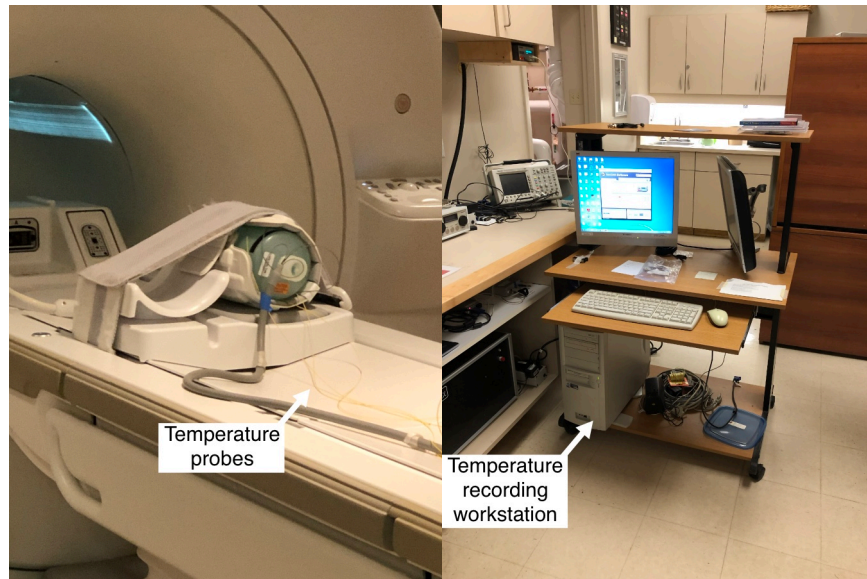 Temperature
probes
Temperature
recording
workstation